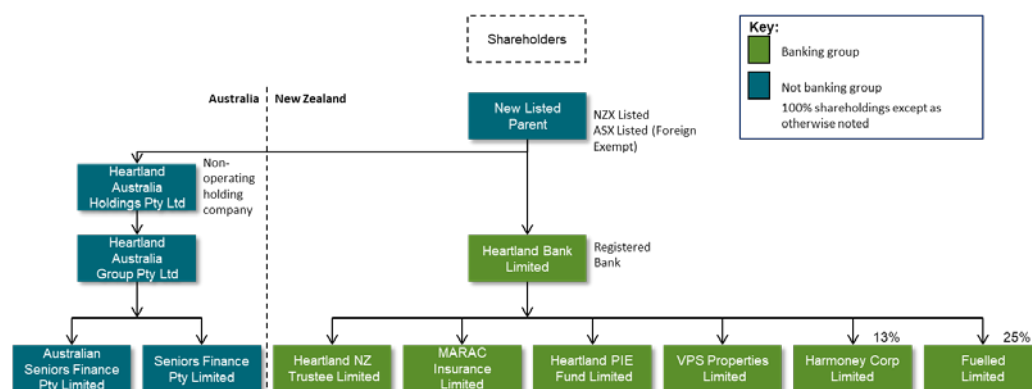 Shareholders
Key:
Banking group
Not banking group
100% shareholdings except as
otherwise noted
Australia
New Zealand
New Listed
Parent
NZX Listed
ASX Listed (Foreign
Exempt)
Heartland
Australia
Holdings Pty Ltd
Non-
operating
holding
company
Heartland
Australia
Group Pty Ltd
Heartland Bank
Limited
Registered
Bank
13%
25%
Australian
Seniors Finance
Pty Limited
Seniors Finance
Pty Limited
Heartland NZ
Trustee Limited
MARAC
Insurance
Limited
Heartland PIE
Fund Limited
VPS Properties
Limited
Harmoney Corp
Limited
Fuelled
Limited